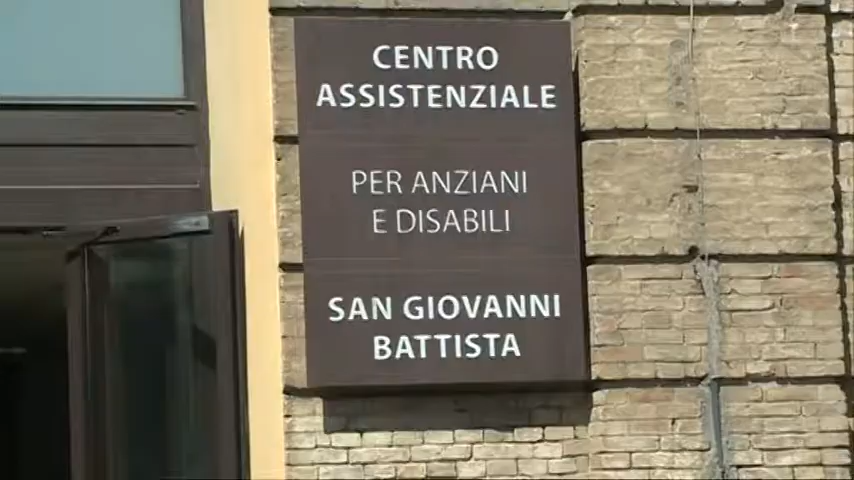 CENTRO
ASSISTENZIALE
PER ANZIANI
E DISABILI
SAN GIOVANNI
BATTISTA